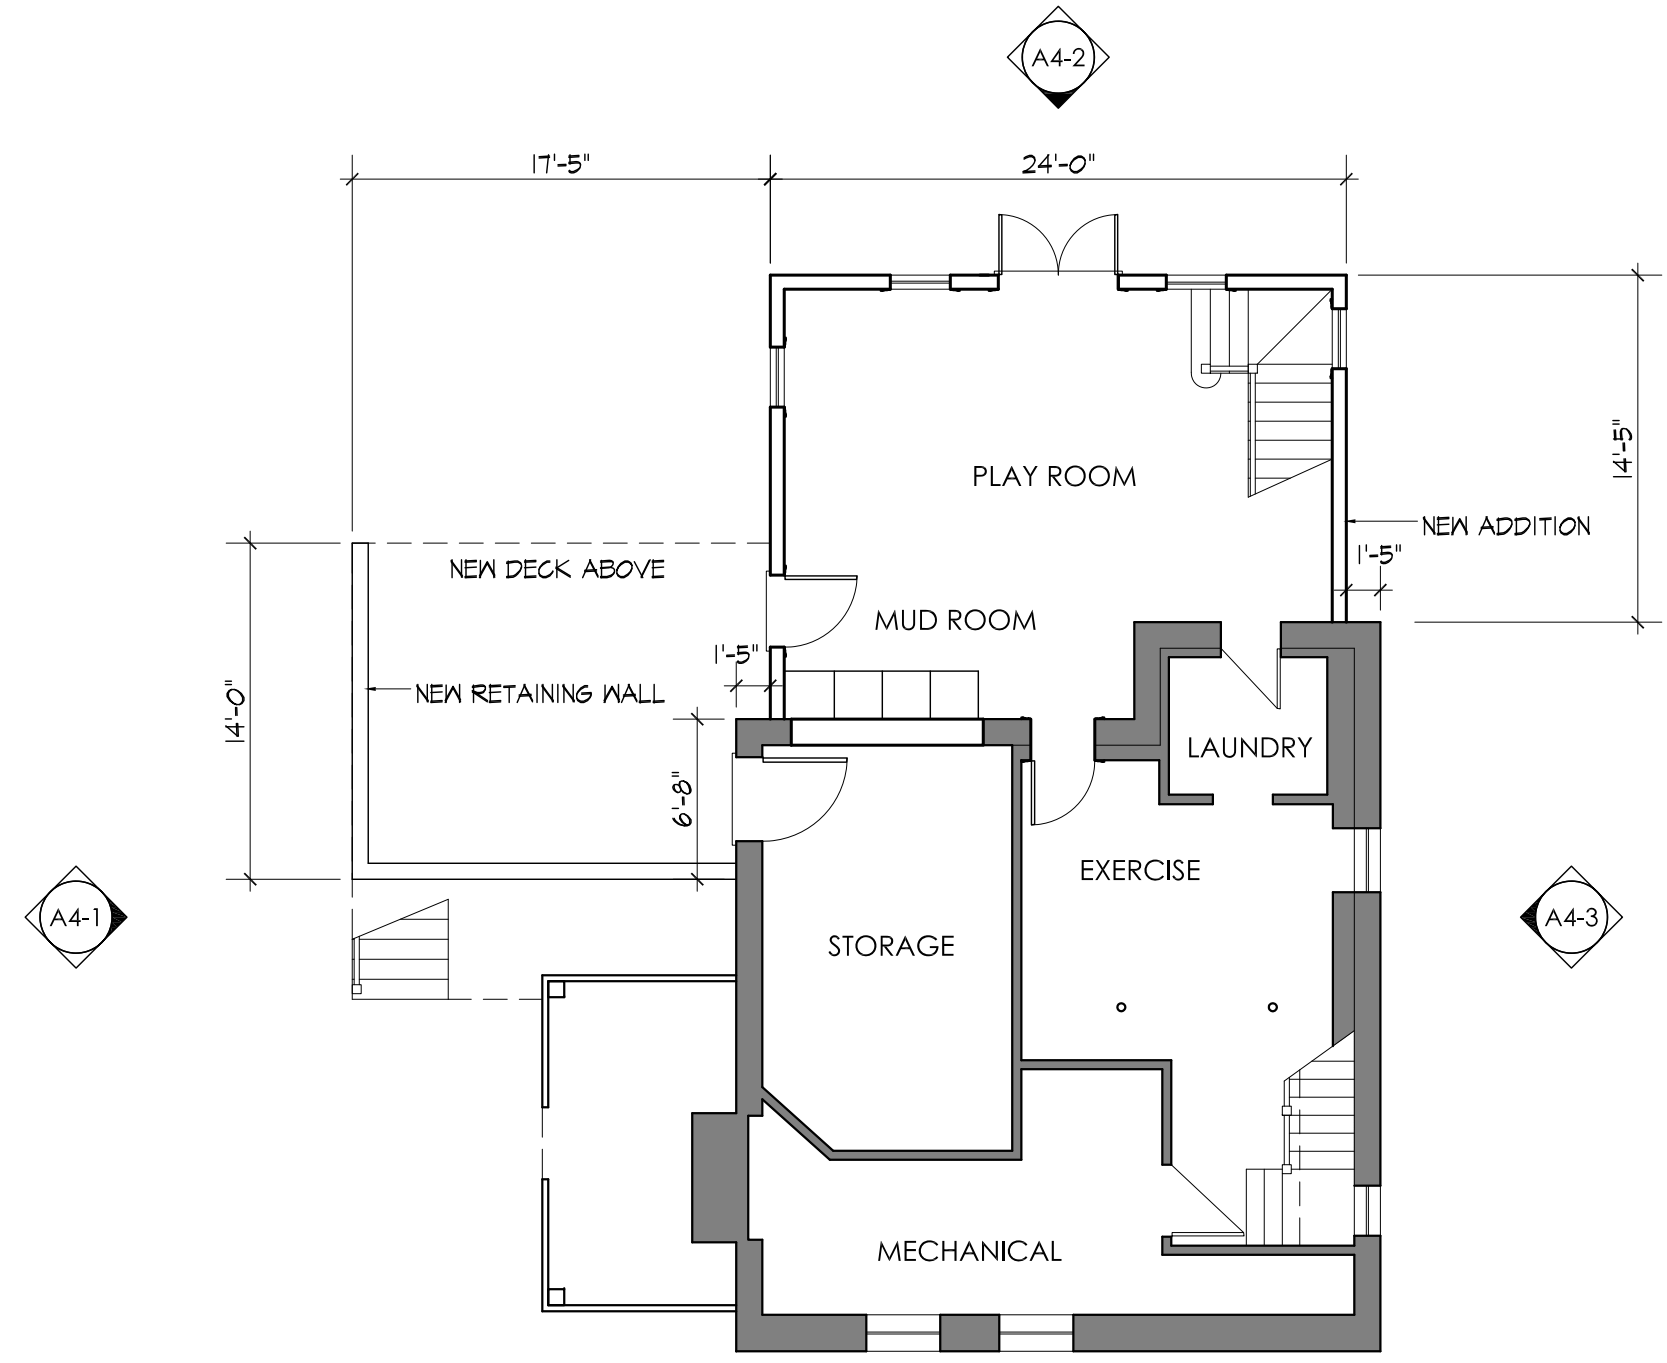 A4-2
17'-5"
24'-0"
14'-5"
PLAY ROOM
NEW ADDITION
1'-5"
NEW DECK ABOVE
MUD ROOM
1'-5"
NEW RETAINING WALL
14'-0"
LAUNDRY
6'-8"
EXERCISE
A4-1
A4-3
STORAGE
MECHANICAL